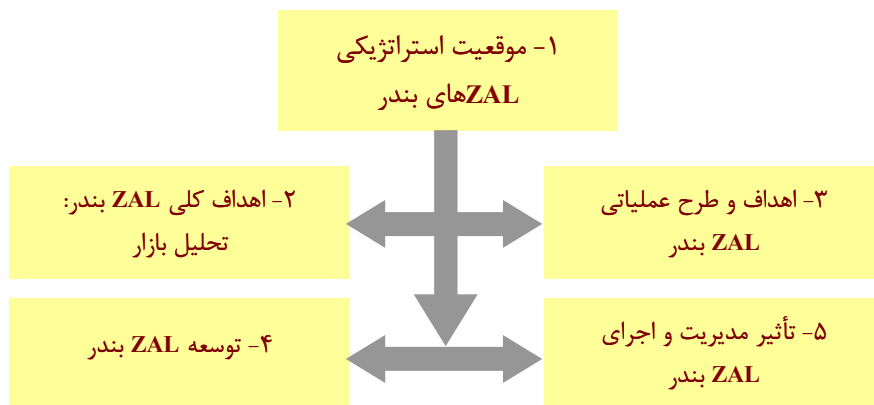 ۱- موقعیت استراتژیکی
ZALهای بندر
۲- اهداف کلی ZAL بندر:
تحلیل بازار
۳- اهداف و طرح عملیاتی
ZAL بندر
۴- توسعه ZAL بندر
۵- تأثیر مدیریت و اجرای
ZAL بندر